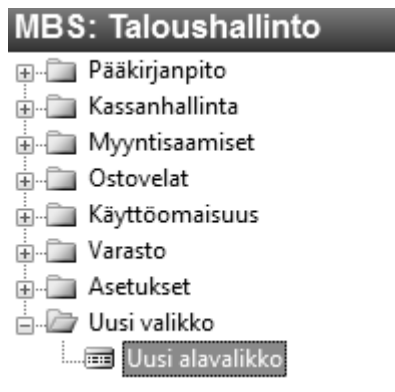 MBS: Taloushallinto
Pääkirjanpito
Kassanhallinta
Myyntisaamiset
Ostovelat
Käyttöomaisuus
Varasto
Asetukset
Uusi valikko
Uusi alavalikko